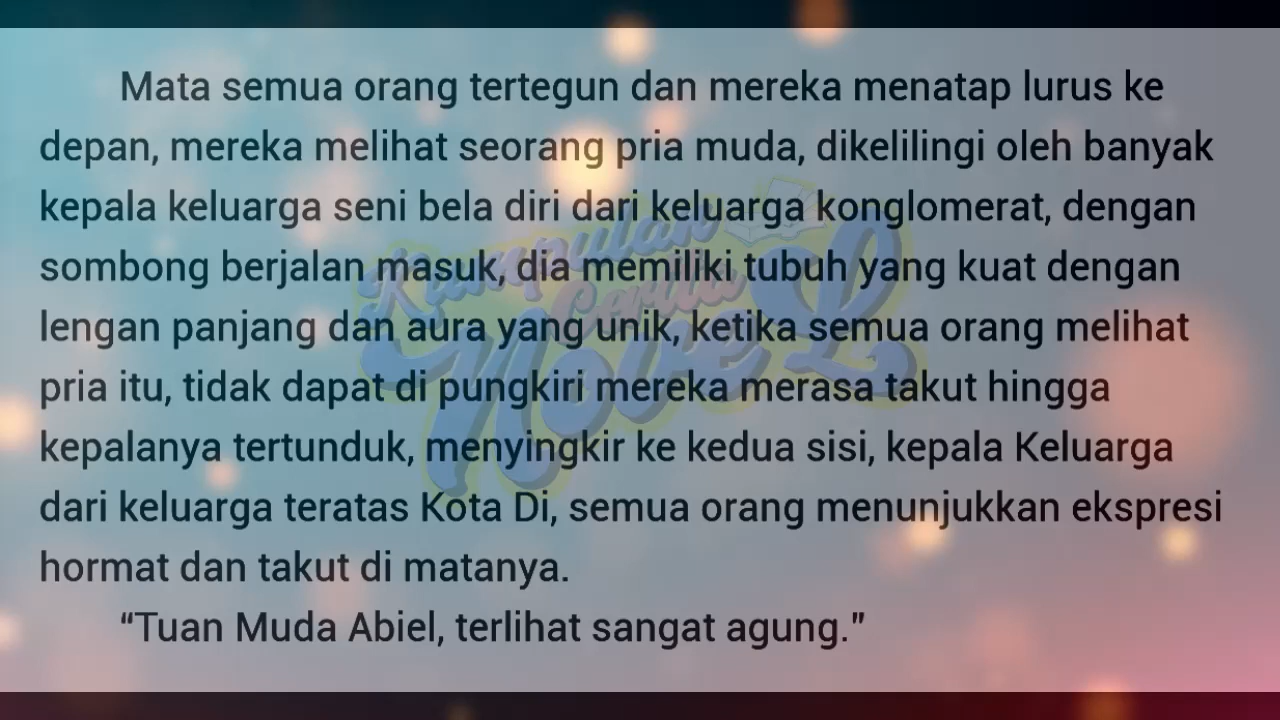 Mata semua orang tertegun dan mereka menatap lurus ke
depan, mereka melihat seorang pria muda, dikelilingi oleh banyak
kepala keluarga seni bela diri dari keluarga konglomerat, dengan
sombong berjalan masuk, dia memiliki tubuh yang kuat dengan
lengan panjang dan aura yang unik, ketika semua orang melihat
pria itu, tidak dapat di pungkiri mereka merasa takut hingga
kepalanya tertunduk, menyingkir ke kedua sisi, kepala Keluarga
dari keluarga teratas Kota Di, semua orang menunjukkan ekspresi
hormat dan takut di matanya.
“Tuan Muda Abiel, terlihat sangat agung."
Kumpulan
Cerita
Novel